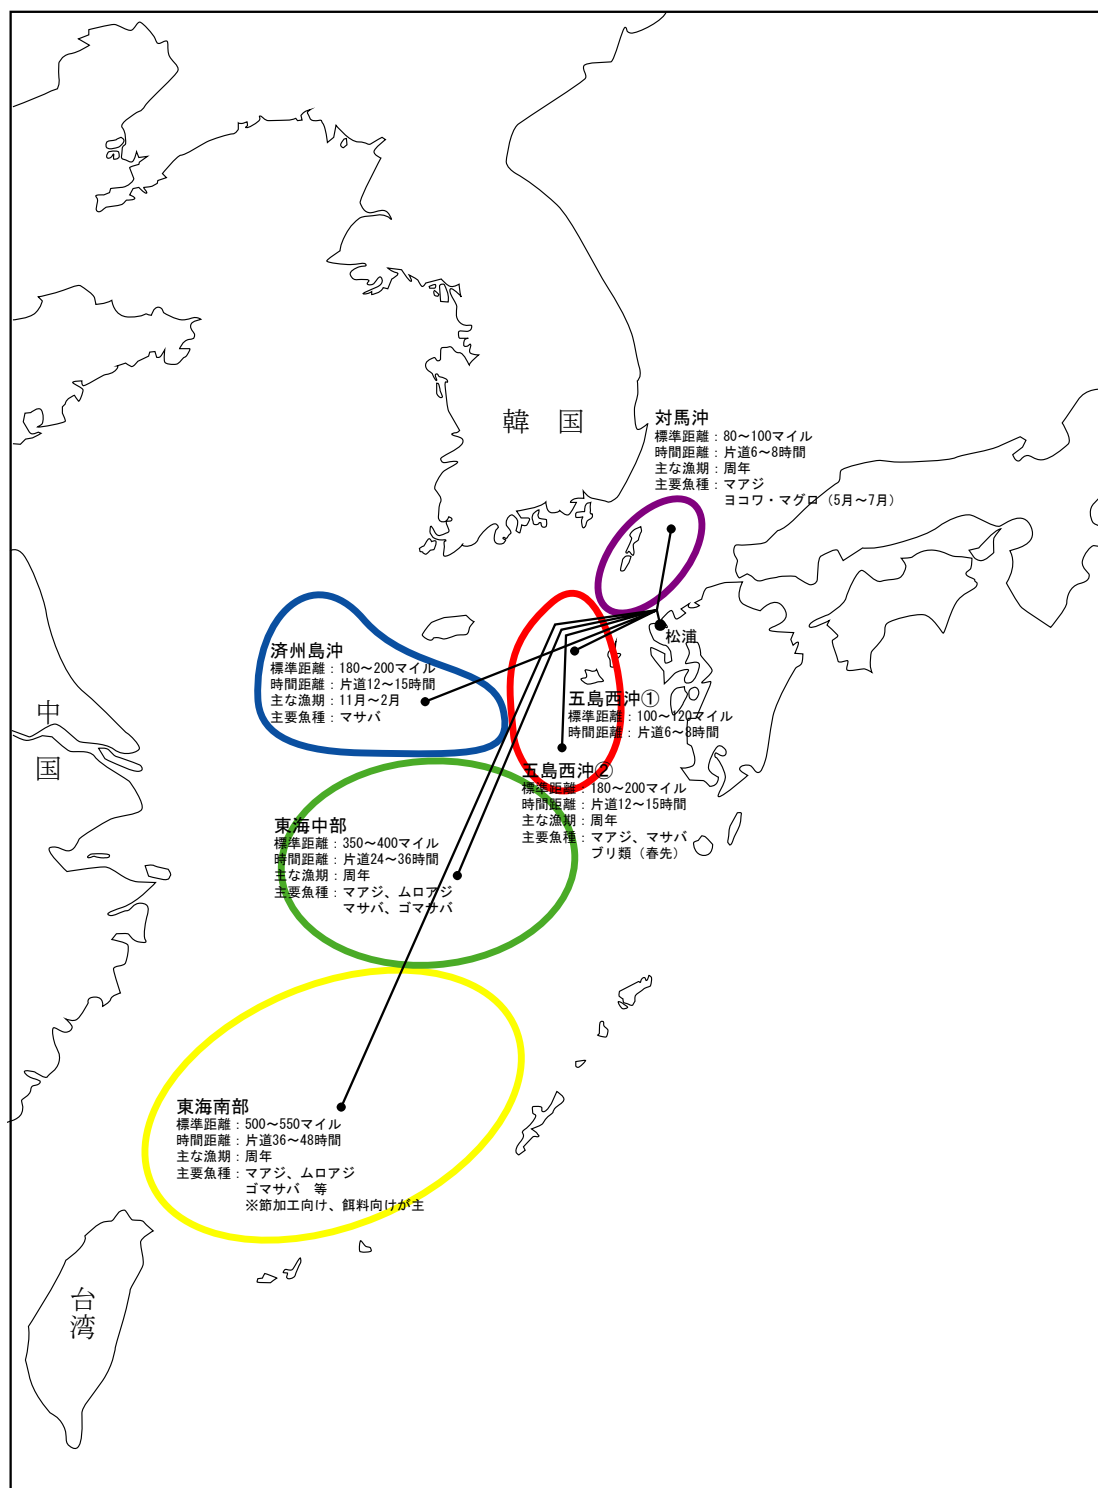 韓　国
対馬沖
標準距離：80～100マイル
時間距離：片道6～8時間
主な漁期：周年
主要魚種：マアジ
ヨコワ・マグロ（5月～7月）
松浦
済州島沖
標準距離：180～200マイル
時間距離：片道12～15時間
主な漁期：11月～2月
主要魚種：マサバ
五島西沖①
標準距離：100～120マイル
時間距離：片道6～8時間
中
国
五島西沖②
標準距離：180～200マイル
時間距離：片道12～15時間
主な漁期：周年
主要魚種：マアジ、マサバ
ブリ類（春先）
東海中部
標準距離：350～400マイル
時間距離：片道24～36時間
主な漁期：周年
主要魚種：マアジ、ムロアジ
マサバ、ゴマサバ
東海南部
標準距離：500～550マイル
時間距離：片道36～48時間
主な漁期：周年
主要魚種：マアジ、ムロアジ
ゴマサバ　等
※節加工向け、餌料向けが主
台
湾